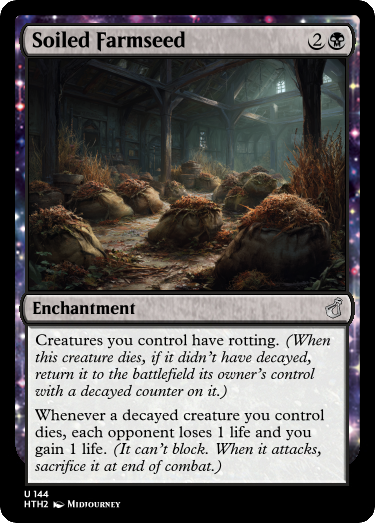 Soiled Farmseed 2
Enchantment
Creatures you control have rotting. (When
this creature dies, if it didn't have decayed,
return it to the battlefield its owner's control
with a decayed counter on it.)
Whenever a decayed creature you control
dies, each opponent loses 1 life and you
gain 1 life. (It can't block. When it attacks,
sacrifice it at end of combat.)
U 144
HTH2 Midjourney